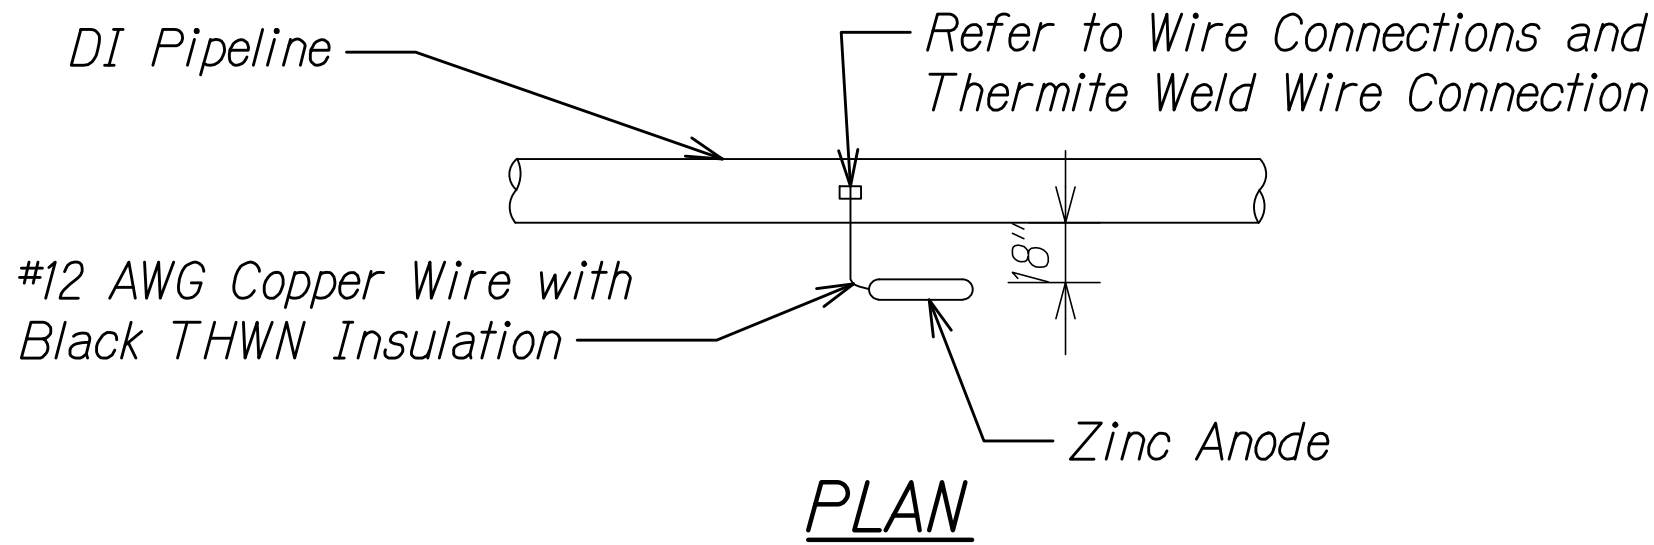 DI Pipeline
Refer to Wire Connections and
Thermite Weld Wire Connection
18"
#12 AWG Copper Wire with
Black THWN Insulation
Zinc Anode
PLAN